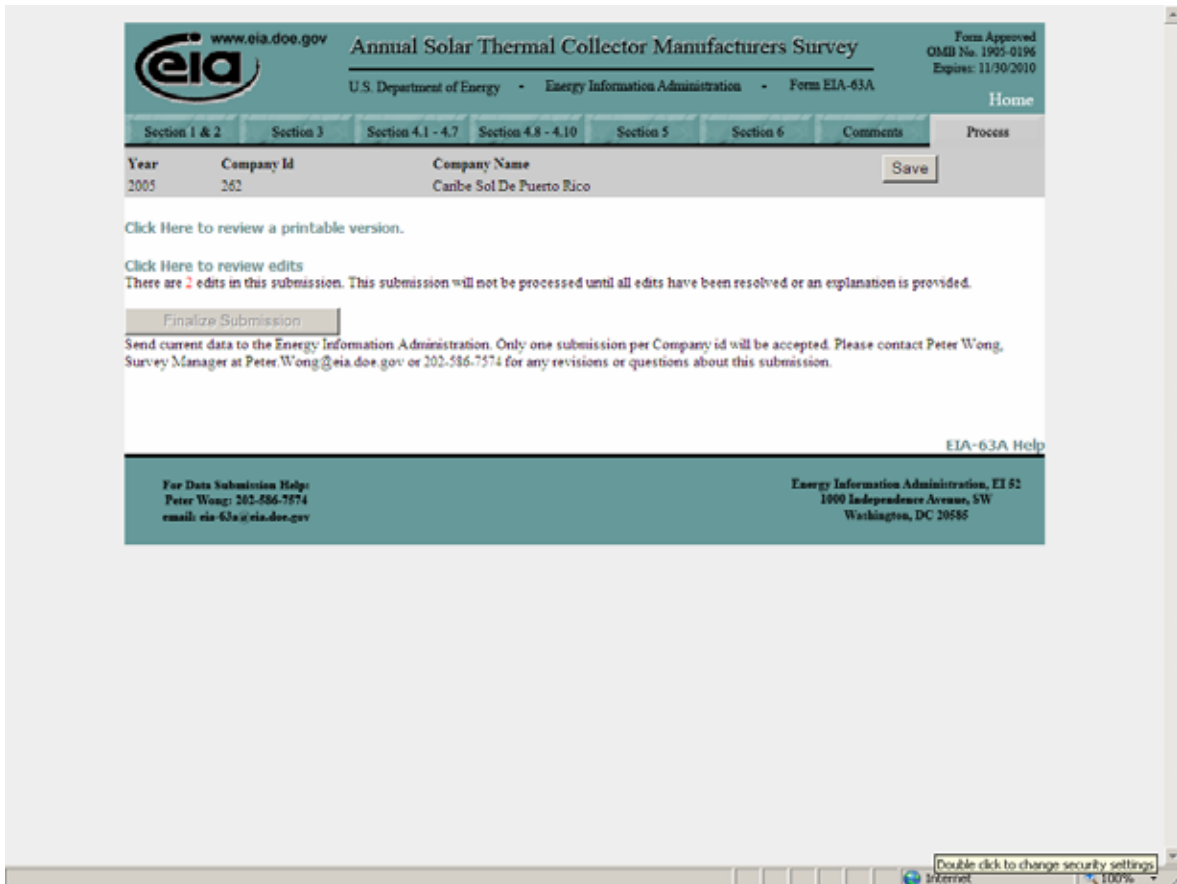 www.eia.doe.gov
eia
Annual Solar Thermal Collector Manufacturers Survey
Form Approved
OMB No. 1905-0196
Expires: 11/30/2010
U.S. Department of Energy - Energy Information Administration - Form EIA-63A
Home
Section 1 & 2 Section 3 Section 4.1 - 4.7 Section 4.8 - 4.10 Section 5 Section 6 Comments Process
Year Company Id Company Name
2005 262 Caribe Sol De Puerto Rico
Save
Click Here to review a printable version.
Click Here to review edits
There are 2 edits in this submission. This submission will not be processed until all edits have been resolved or an explanation is provided.
Finalize Submission
Send current data to the Energy Information Administration. Only one submission per Company id will be accepted. Please contact Peter Wong,
Survey Manager at Peter.Wong@eia.doe.gov or 202-586-7574 for any revisions or questions about this submission.
EIA-63A Help
For Data Submission Help:
Peter Wong: 202-586-7574
email: eia-63a@eia.doe.gov
Energy Information Administration, EI 52
1000 Independence Avenue, SW
Washington, DC 20585
Double click to change security settings
Internet 100%